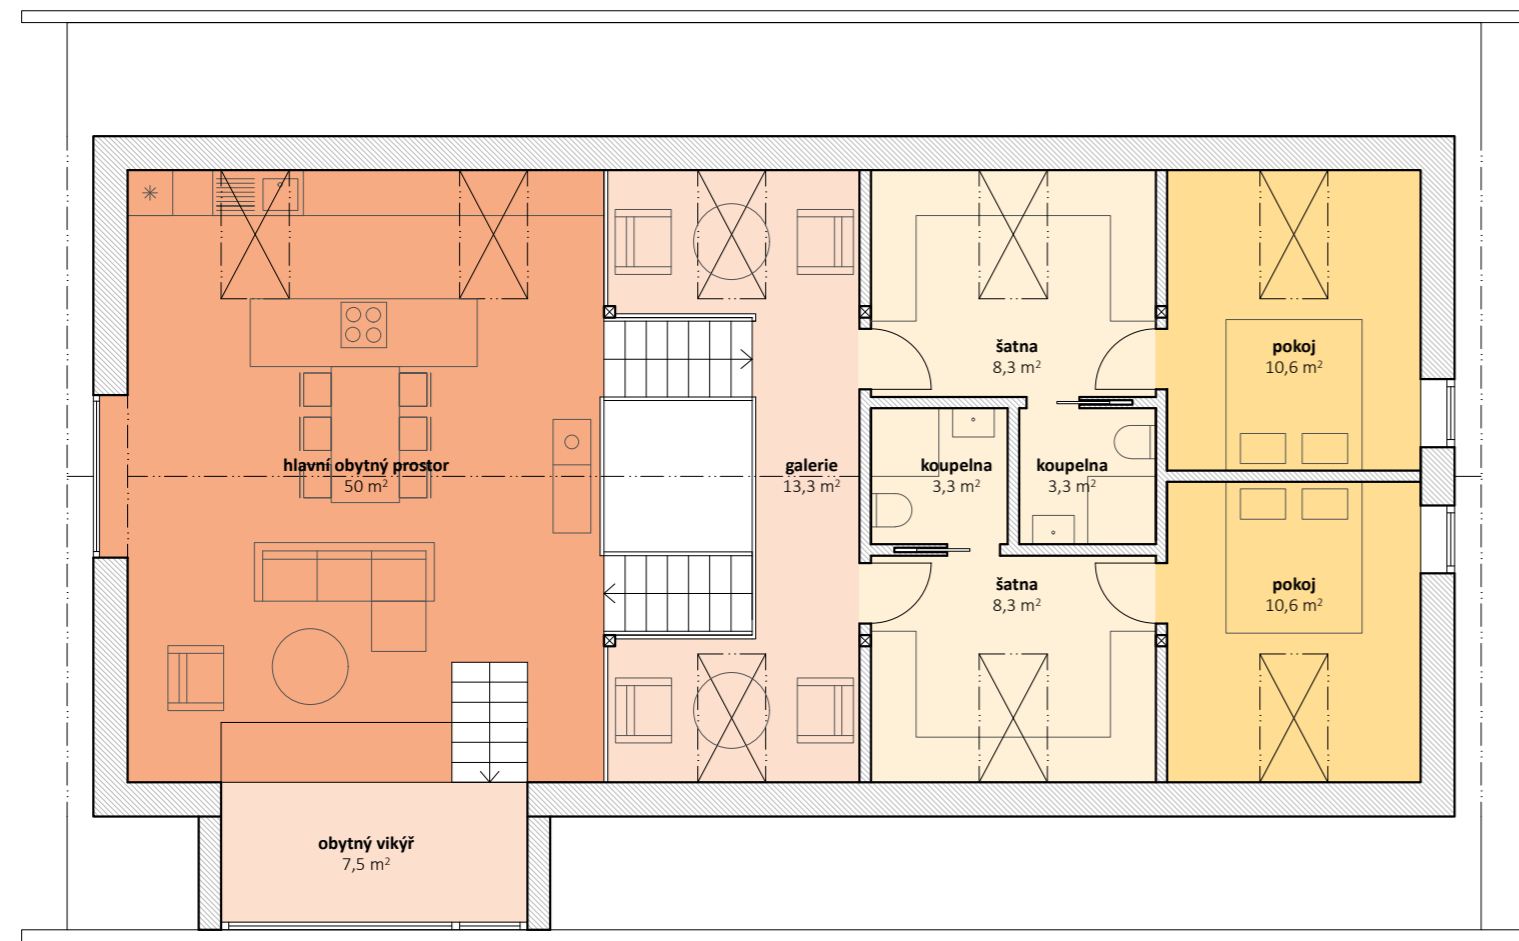 šatna
8,3 m²
pokoj
10,6 m²
hlavní obytný prostor
50 m²
galerie
13,3 m²
koupelna
3,3 m²
koupelna
3,3 m²
šatna
8,3 m²
pokoj
10,6 m²
obytný vikýř
7,5 m²